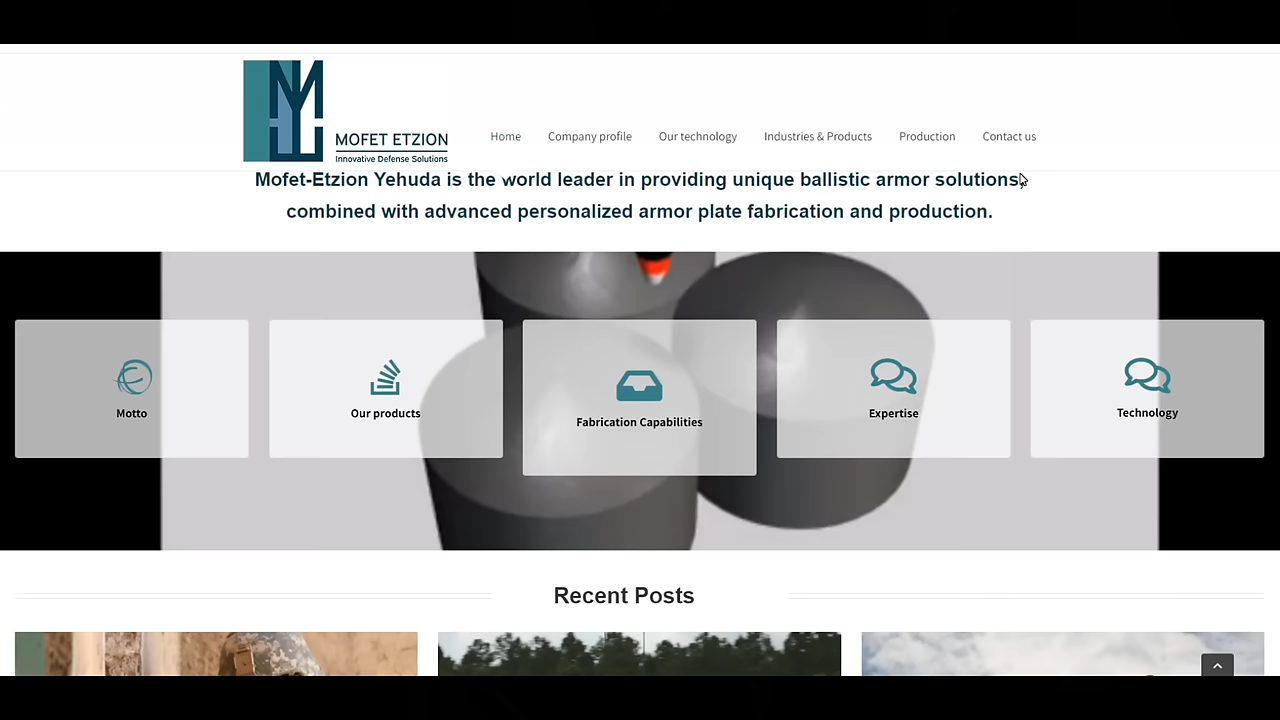 MOFET ETZION
Innovative Defense Solutions
Home
Company profile
Our technology
Industries & Products
Production
Contact us
Mofet-Etzion Yehuda is the world leader in providing unique ballistic armor solutions,
combined with advanced personalized armor plate fabrication and production.
Motto
Our products
Fabrication Capabilities
Expertise
Technology
Recent Posts